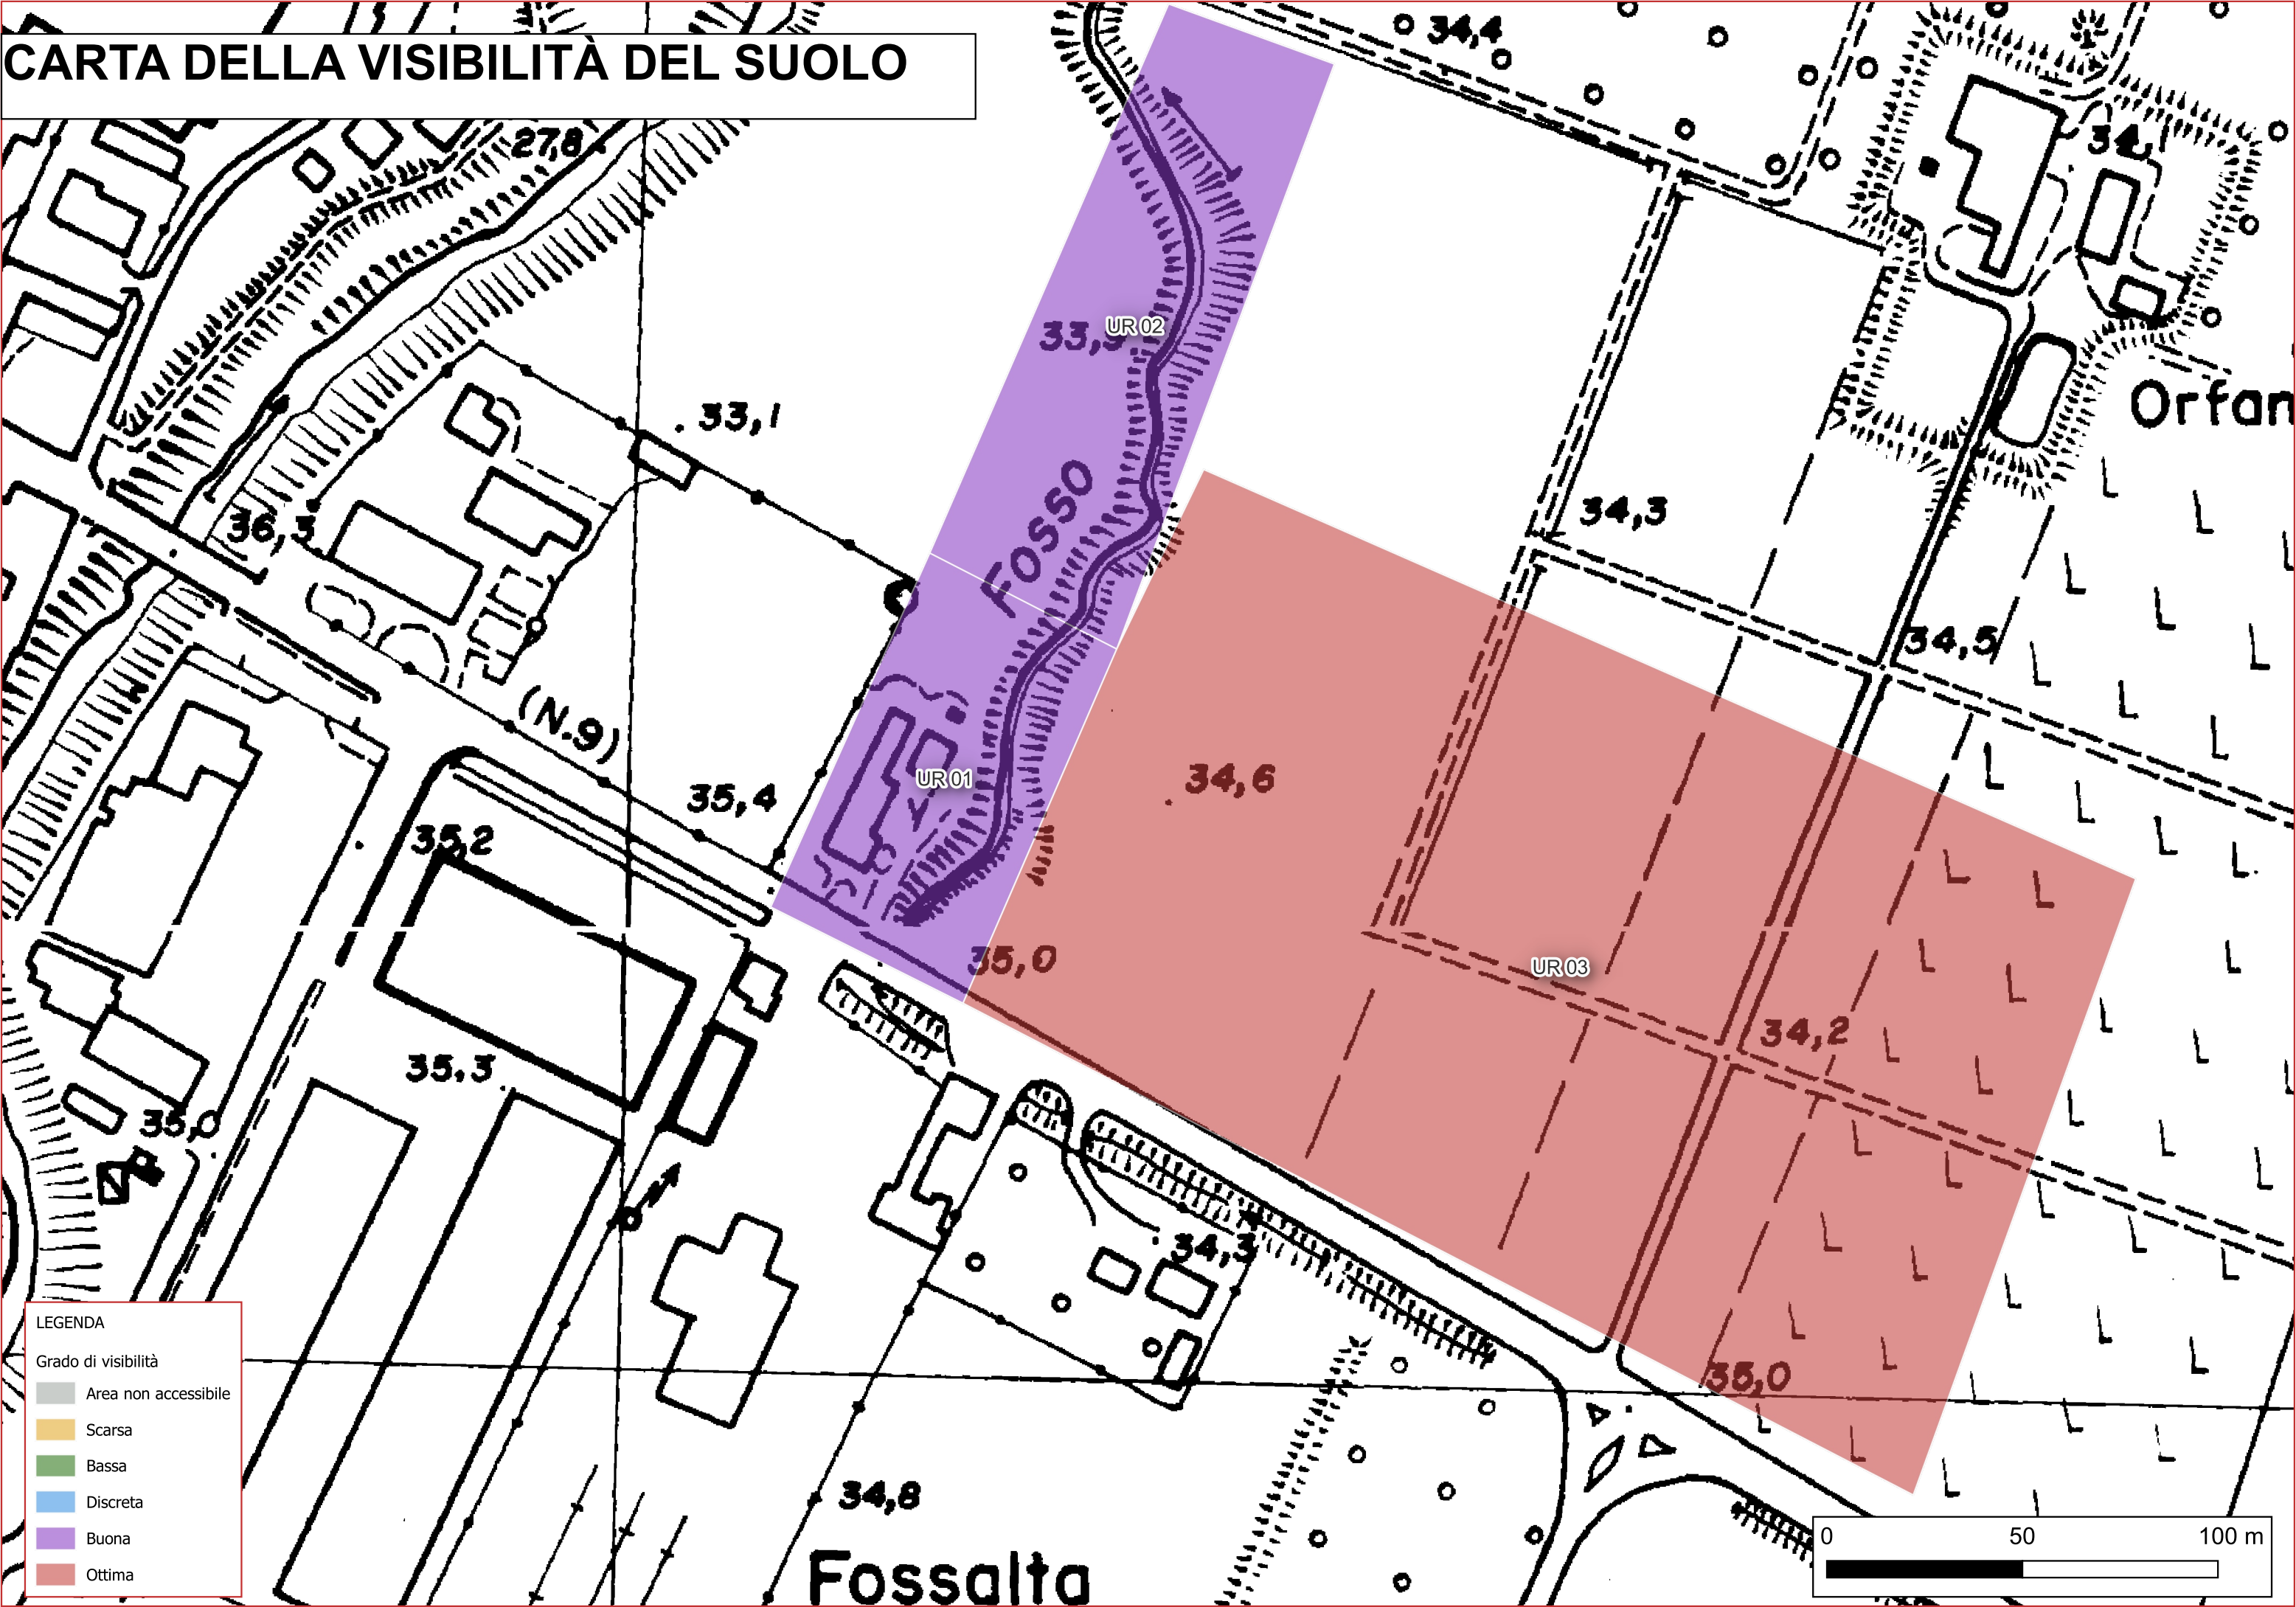 34,4
CARTA DELLA VISIBILITÀ DEL SUOLO
27,8
34,
UR 02
33,9
33,1
Orfan
Fosso
34,3
36,3
34,5
(N.9)
UR 01
34,6
35,4
35,2
35,0
UR 03
34,2
35,3
35,0
34,3
35,0
34,8
Fossalta
LEGENDA
Grado di visibilità
Area non accessibile
Scarsa
Bassa
Discreta
Buona
Ottima
0 50 100 m